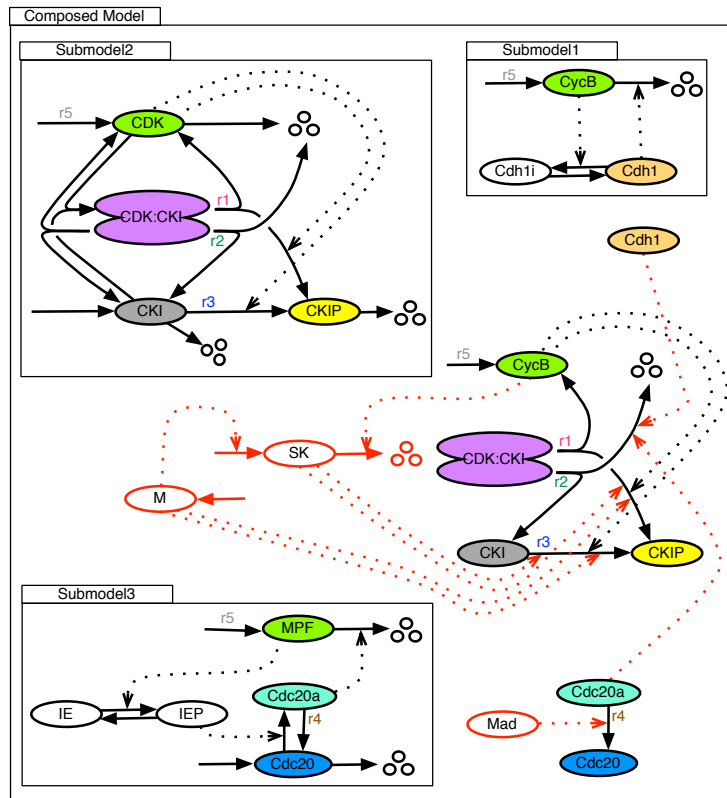 Composed Model
Submodel2
Submodel1
r5
CDK
r5
CycB
Cdh1i
Cdh1
CDK:CKI
r1
r2
CKI
r3
CKIP
Cdh1
r5
CycB
SK
CDK:CKI
r1
r2
M
CKI
r3
CKIP
Submodel3
r5
MPF
Cdc20a
IE
IEP
r4
Cdc20
Cdc20a
Mad
r4
Cdc20